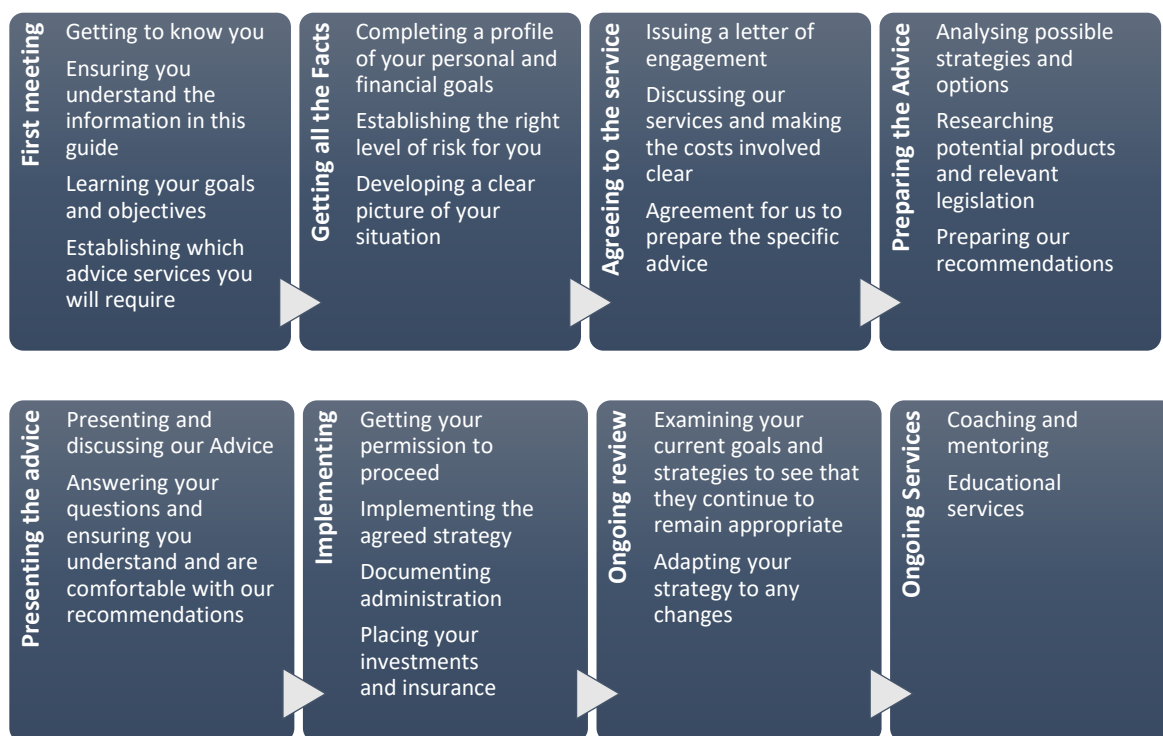 First meeting
Getting to know you
Ensuring you
understand the
information in this
guide
Learning your goals
and objectives
Establishing which
advice services you
will require
Getting all the Facts
Completing a profile
of your personal and
financial goals
Establishing the right
level of risk for you
Developing a clear
picture of your
situation
Agreeing to the service
Issuing a letter of
engagement
Discussing our
services and making
the costs involved
clear
Agreement for us to
prepare the specific
advice
Preparing the Advice
Analysing possible
strategies and
options
Researching
potential products
and relevant
legislation
Preparing our
recommendations
Presenting the advice
Presenting and
discussing our Advice
Answering your
questions and
ensuring you
understand and are
comfortable with our
recommendations
Implementing
Getting your
permission to
proceed
Implementing the
agreed strategy
Documenting
administration
Placing your
investments
and insurance
Ongoing review
Examining your
current goals and
strategies to see that
they continue to
remain appropriate
Adapting your
strategy to any
changes
Ongoing Services
Coaching and
mentoring
Educational
services